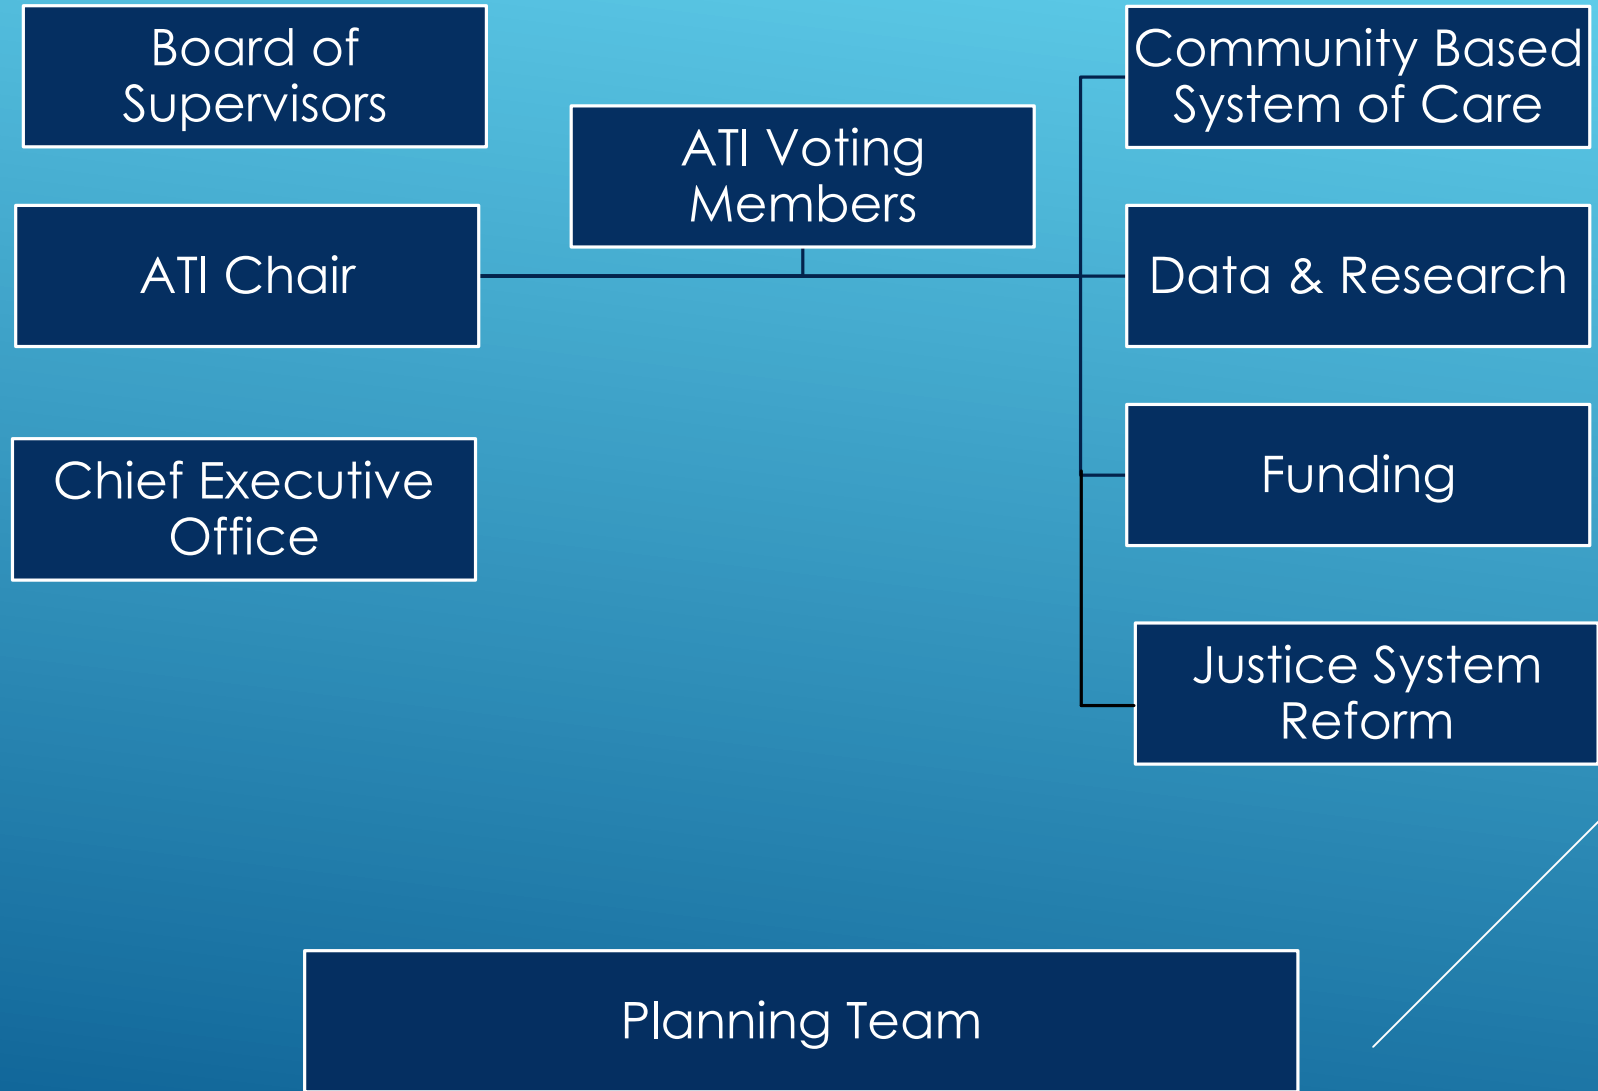 Board of
Supervisors
ATI Chair
Chief Executive
Office
ATI Voting
Members
Community Based
System of Care
Data & Research
Funding
Justice System
Reform
Planning Team